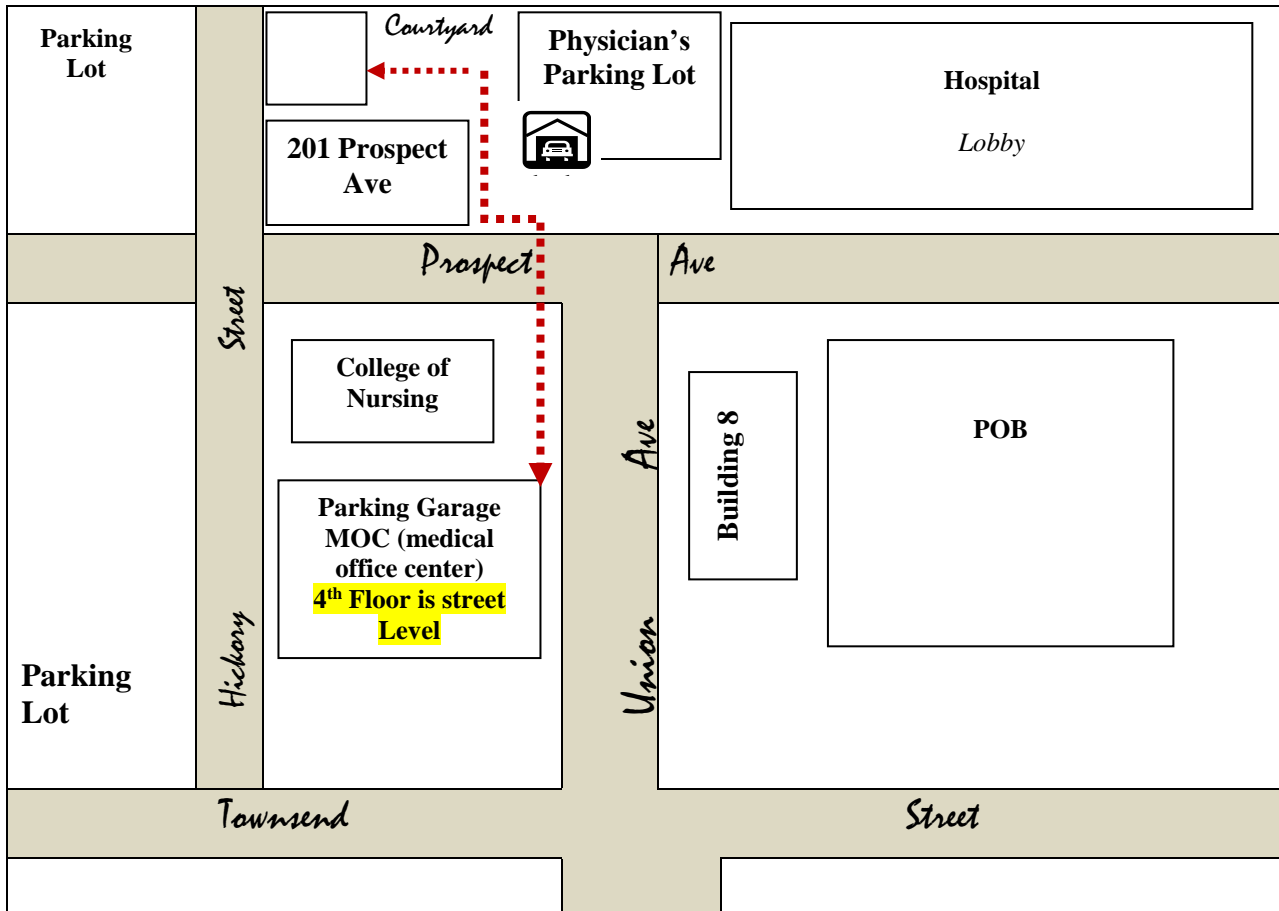 Parking
Lot
Courtyard
Physician's
Parking Lot
Hospital
Lobby
201 Prospect
Ave
Prospect Ave
Street
College of
Nursing
Parking Garage
MOC (medical
office center)
4th Floor is street
Level
Hickory
Ave
Union
Building 8
POB
Parking
Lot
Townsend Street